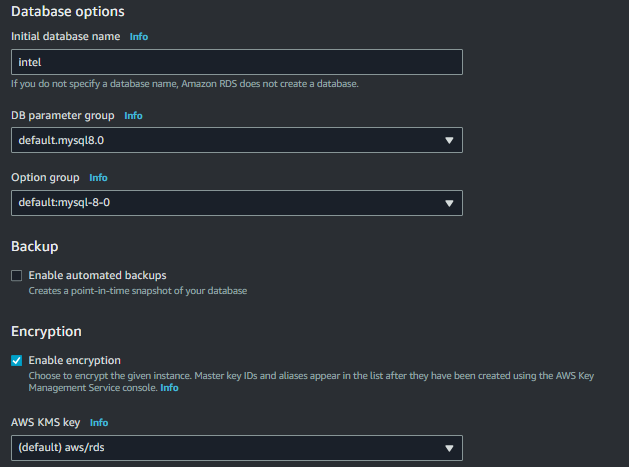 Database options
Initial database name Info
intel
If you do not specify a database name, Amazon RDS does not create a database.
DB parameter group Info
default.mysql8.0
Option group Info
default:mysql-8-0
Backup
Enable automated backups
Creates a point-in-time snapshot of your database
Encryption
Enable encryption
Choose to encrypt the given instance. Master key IDs and aliases appear in the list after they have been created using the AWS Key
Management Service console. Info
AWS KMS key Info
(default) aws/rds